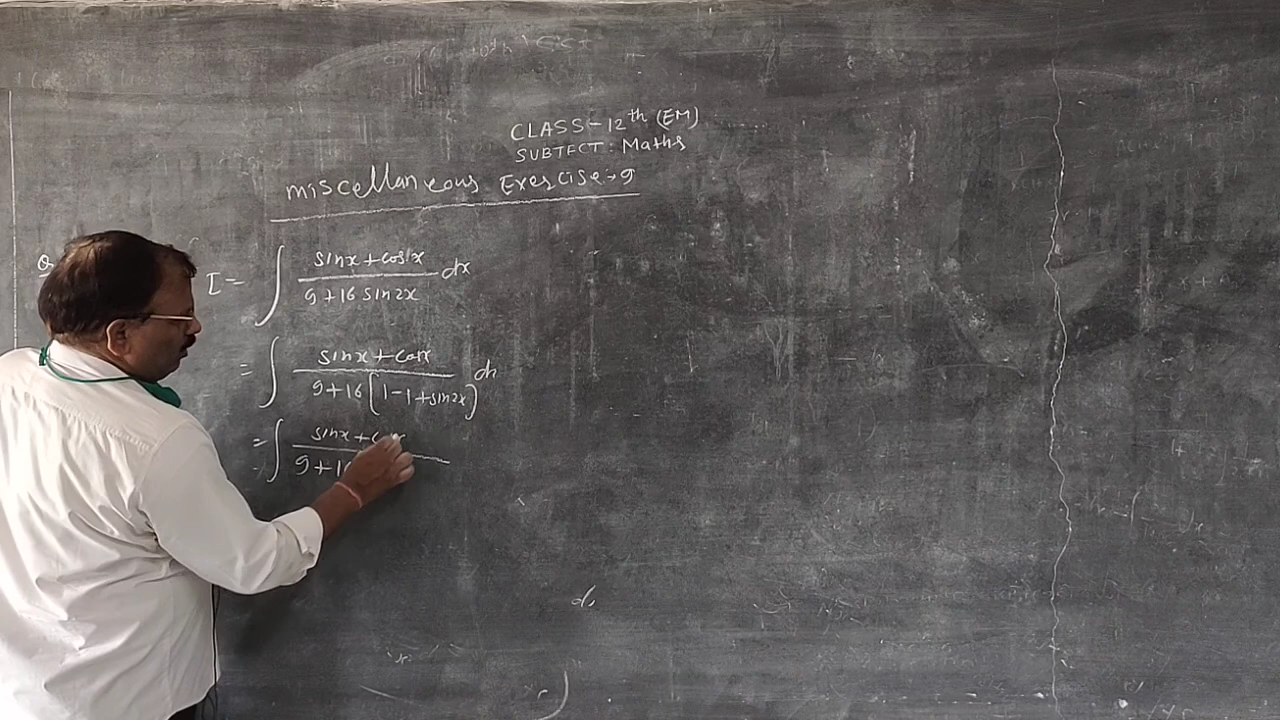 CLASS-12th (EM)
SUBTECT: Maths
miscellaneous Exercise-9
Q
I = ∫ sinx+cosx / 9+16 sin2x dx
= ∫ sinx+cosx / 9+16(1-1+sin2x) dx
= ∫ sinx+ / 9+1